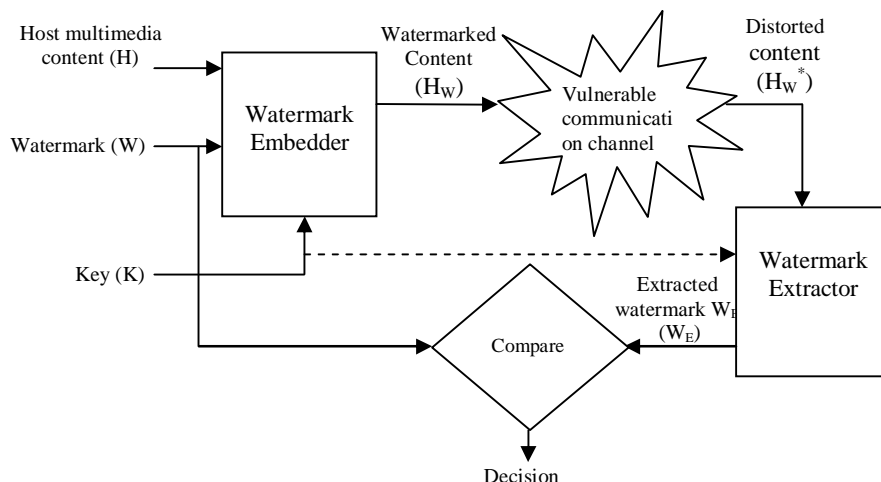 Host multimedia
content (H)
Watermarked
Content
(H_W)
Distorted
content
(H_W*)
Watermark
Embedder
Vulnerable
communicati
on channel
Watermark (W)
Key (K)
Watermark
Extractor
Extracted
watermark W_E
(W_E)
Compare
Decision